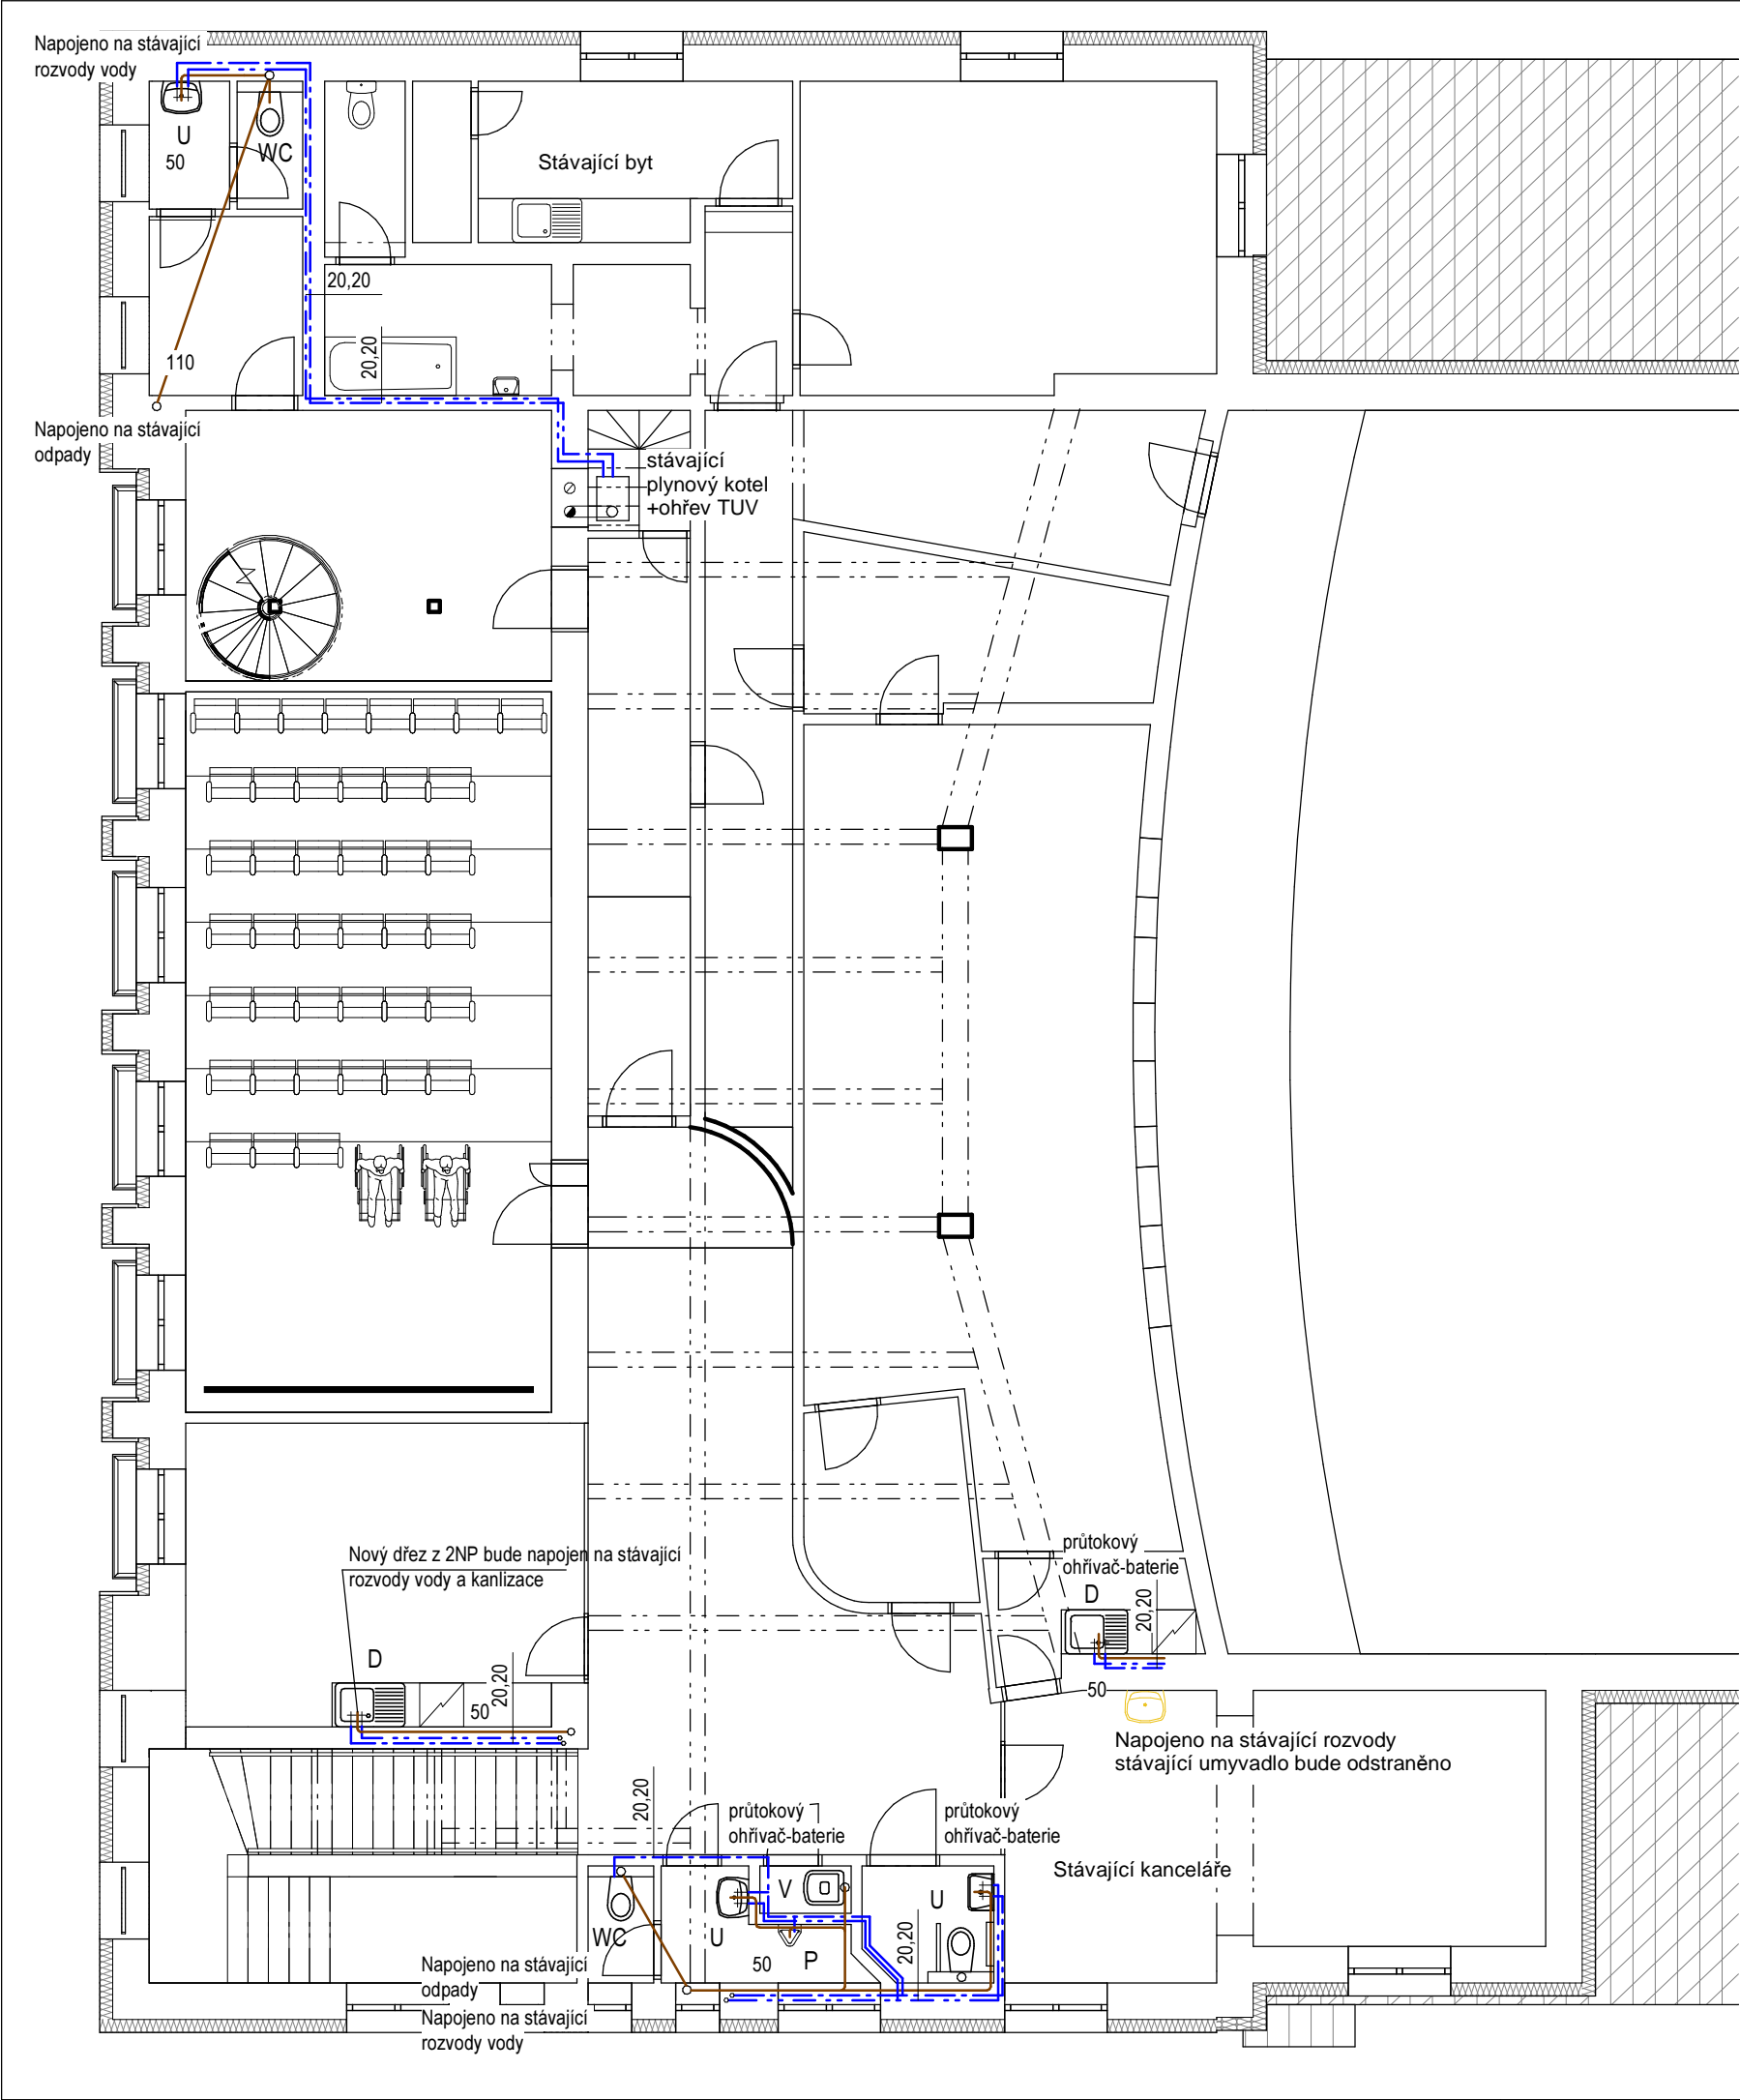 Napojeno na stávající
rozvody vody
U
50
WC
Stávající byt
20,20
20,20
110
Napojeno na stávající
odpady
stávající
plynový kotel
+ohřev TUV
Nový dřez z 2NP bude napojen na stávající
rozvody vody a kanlizace
D
50
20,20
průtokový
ohřívač-baterie
D
20,20
50
Napojeno na stávající rozvody
stávající umyvadlo bude odstraněno
20,20
průtokový
ohřívač-baterie
průtokový
ohřívač-baterie
Stávající kanceláře
V
U
WC
U
50
P
20,20
Napojeno na stávající
odpady
Napojeno na stávající
rozvody vody